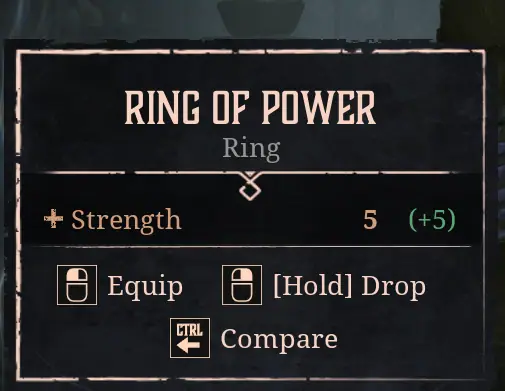 RING OF POWER
Ring
Strength 5 (+5)
Equip [Hold] Drop
CTRL Compare